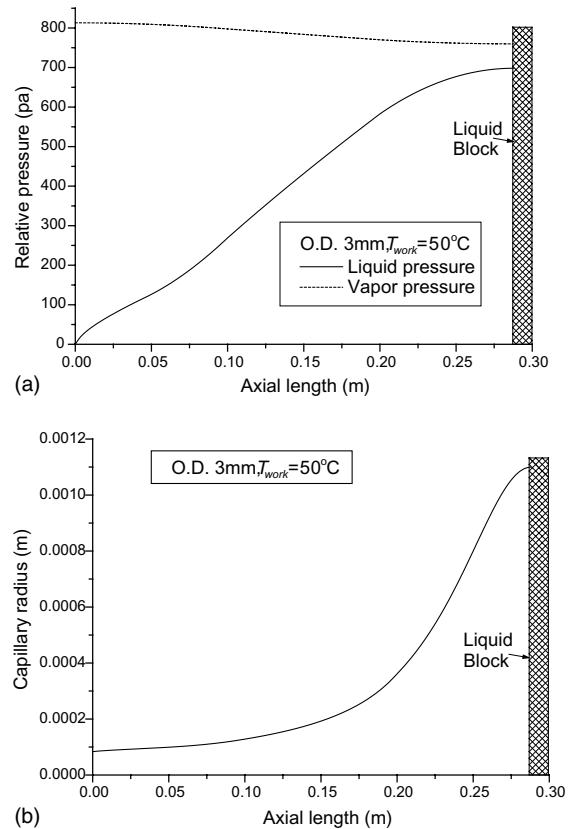 800
700
600
500
400
300
200
100
0
Relative pressure (pa)
Liquid
Block
O.D. 3mm,Twork=50°C
Liquid pressure
Vapor pressure
0.00 0.05 0.10 0.15 0.20 0.25 0.30
(a)
Axial length (m)
0.0012
0.0010
0.0008
0.0006
0.0004
0.0002
0.0000
Capillary radius (m)
O.D. 3mm,Twork=50°C
Liquid
Block
0.00 0.05 0.10 0.15 0.20 0.25 0.30
(b)
Axial length (m)